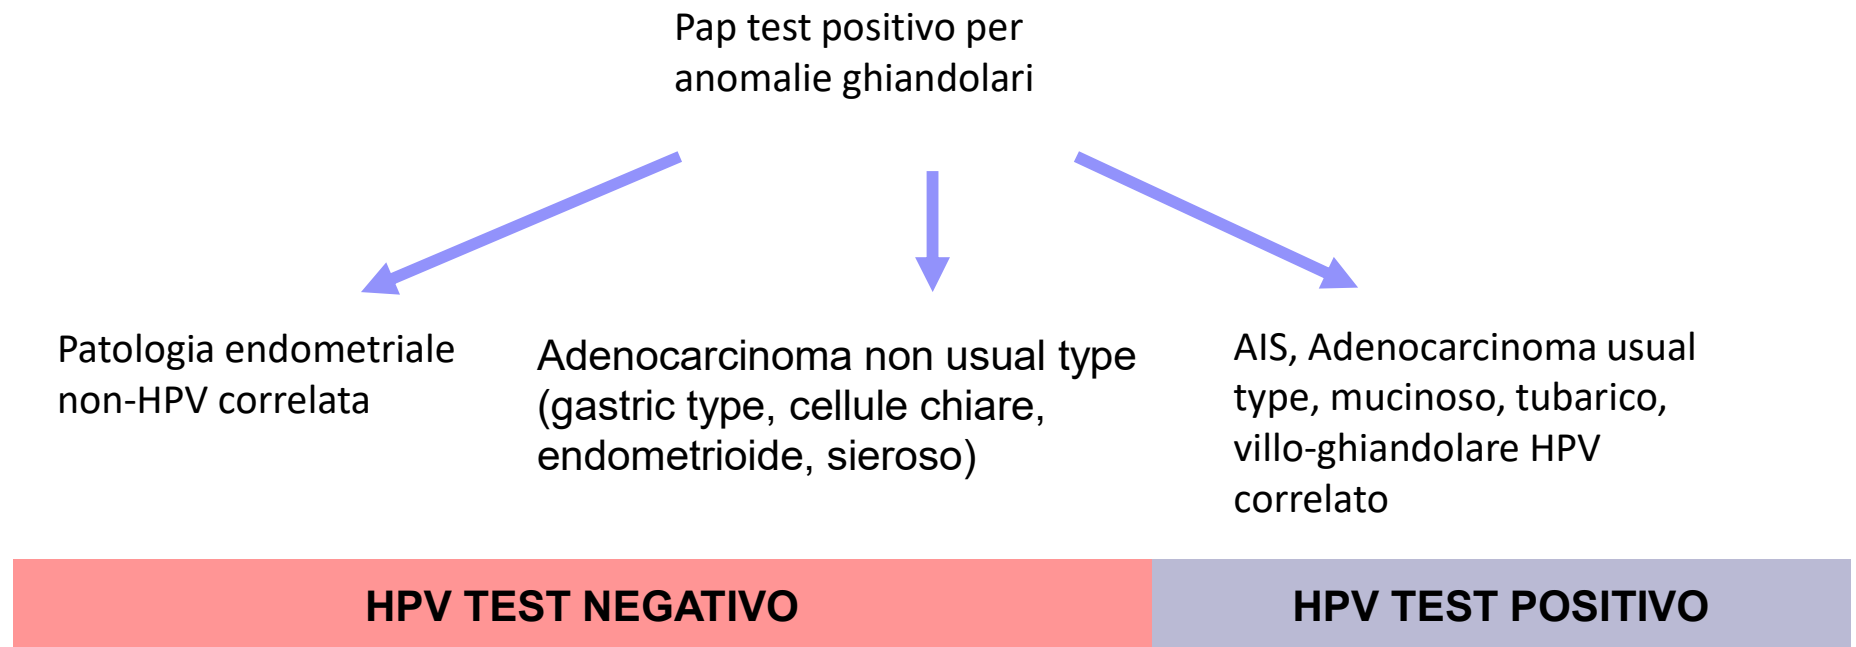 Pap test positivo per
anomalie ghiandolari
Patologia endometriale
non-HPV correlata
Adenocarcinoma non usual type
(gastric type, cellule chiare,
endometrioide, sieroso)
AIS, Adenocarcinoma usual
type, mucinoso, tubarico,
villo-ghiandolare HPV
correlato
HPV TEST NEGATIVO
HPV TEST POSITIVO